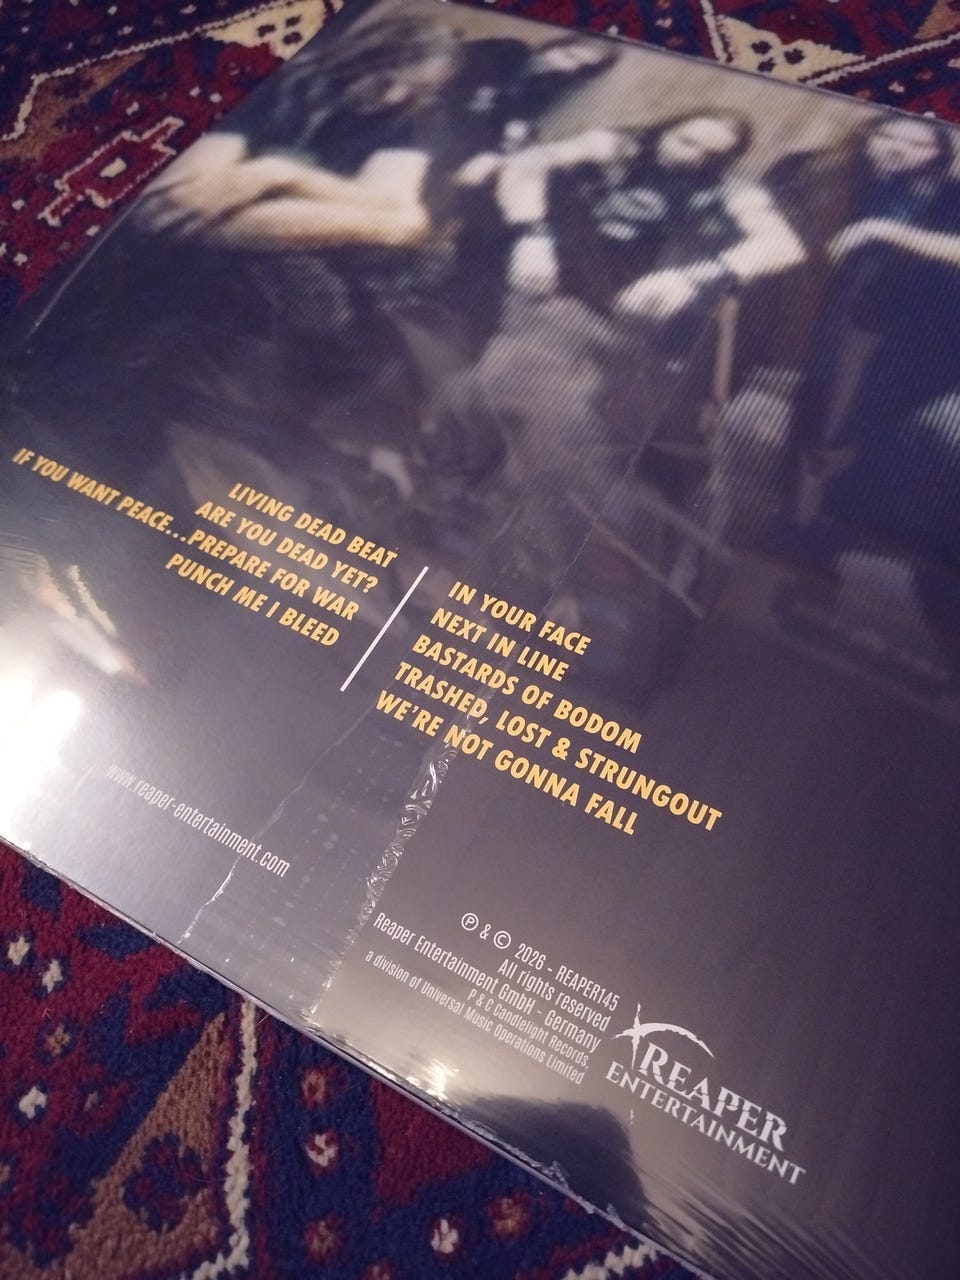 LIVING DEAD BEAT
ARE YOU DEAD YET?
IF YOU WANT PEACE...PREPARE FOR WAR
PUNCH ME I BLEED
IN YOUR FACE
NEXT IN LINE
BASTARDS OF BODOM
TRASHED, LOST & STRUNGOUT
WE'RE NOT GONNA FALL
www.reaper-entertainment.com
℗ & © 2026 - REAPER145
All rights reserved
Reaper Entertainment GmbH - Germany
P & C Candlelight Records,
a division of Universal Music Operations Limited
REAPER
ENTERTAINMENT